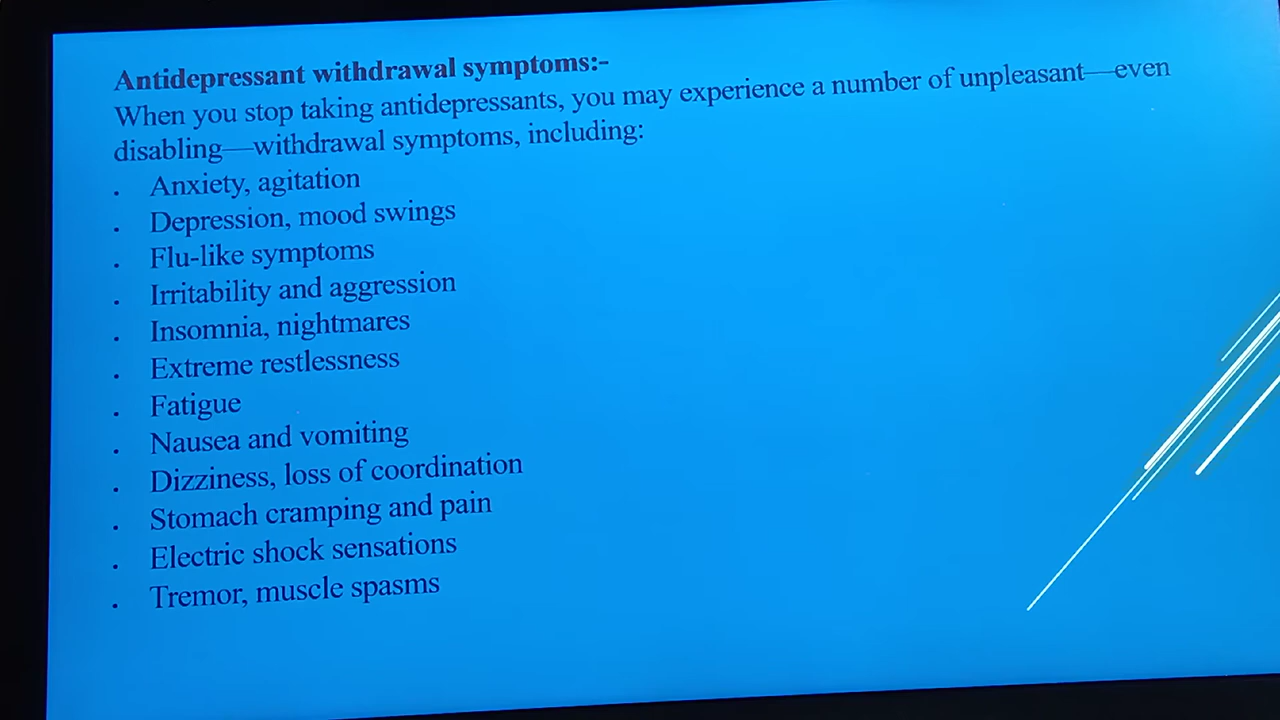 Antidepressant withdrawal symptoms:-
When you stop taking antidepressants, you may experience a number of unpleasant—even
disabling—withdrawal symptoms, including:
. Anxiety, agitation
. Depression, mood swings
. Flu-like symptoms
. Irritability and aggression
. Insomnia, nightmares
. Extreme restlessness
. Fatigue
. Nausea and vomiting
. Dizziness, loss of coordination
. Stomach cramping and pain
. Electric shock sensations
. Tremor, muscle spasms